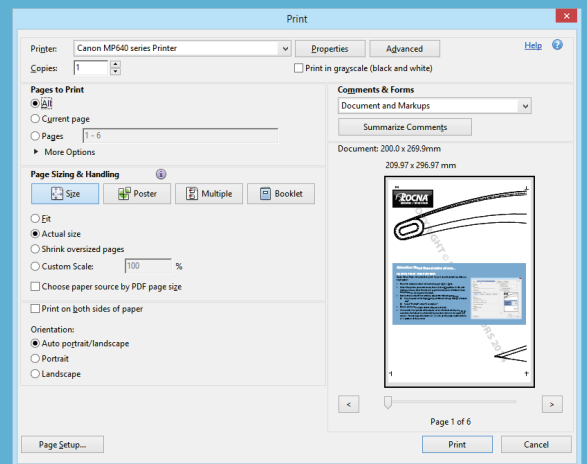 Print
Printer: Canon MP640 series Printer Properties Advanced Help
Copies: 1 Print in grayscale (black and white)
Pages to Print
All
Current page
Pages 1 - 6
More Options
Comments & Forms
Document and Markups
Summarize Comments
Page Sizing & Handling
Size Poster Multiple Booklet
Fit
Actual size
Shrink oversized pages
Custom Scale: 100 %
Choose paper source by PDF page size
Print on both sides of paper
Orientation:
Auto portrait/landscape
Portrait
Landscape
Document: 200.0 x 269.9mm
209.97 x 296.97 mm
ROCNA
COPYRIGHT ©
ORS 20
< >
Page 1 of 6
Page Setup... Print Cancel